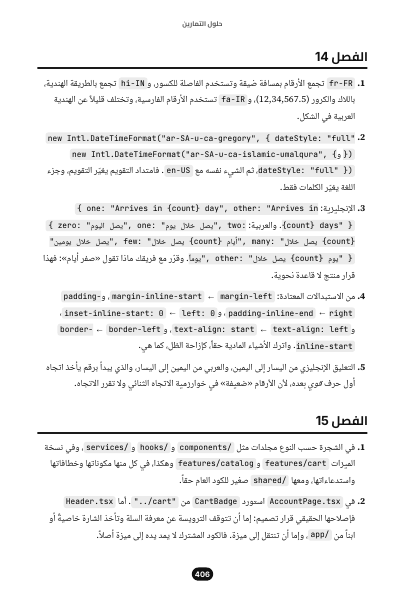 حلول التمارين
الفصل 14
1. fr-FR تجمع الأرقام بمسافة ضيقة وتستخدم الفاصلة للكسور، و hi-IN تجمع بالطريقة الهندية،
باللاك والكرور (12,34,567.5)، و fa-IR تستخدم الأرقام الفارسية، وتختلف قليلاً عن الهندية
العربية في الشكل.
2. new Intl.DateTimeFormat("ar-SA-u-ca-gregory", { dateStyle: "full"
new Intl.DateTimeFormat("ar-SA-u-ca-islamic-umalqura", { و })
dateStyle: "full" })، ثم الشيء نفسه مع en-US. فامتداد التقويم يغيّر التقويم، وجزء
اللغة يغيّر الكلمات فقط.
3. الإنجليزية: { one: "Arrives in {count} day", other: "Arrives in
{count} days" }. والعربية: { zero: "يصل اليوم", one: "يصل خلال يوم", two:
"يصل خلال يومين", few: "يصل خلال {count} أيام", many: "يصل خلال {count}
يوماً", other: "يصل خلال {count} يوم" }. وقرّر مع فريقك ماذا تقول «صفر أيام»؛ فهذا
قرار منتج لا قاعدة نحوية.
4. من الاستبدالات المعتادة: margin-left ← margin-inline-start، و padding-
right ← padding-inline-end، و left: 0 ← inset-inline-start: 0،
و text-align: left ← text-align: start، و border-left ← border-
inline-start. واترك الأشياء المادية حقاً، كإزاحة الظل، كما هي.
5. التعليق الإنجليزي من اليسار إلى اليمين، والعربي من اليمين إلى اليسار، والذي يبدأ برقم يأخذ اتجاه
أول حرف قوي بعده، لأن الأرقام «ضعيفة» في خوارزمية الاتجاه الثنائي ولا تقرر الاتجاه.
الفصل 15
1. في الشجرة حسب النوع مجلدات مثل components/ و hooks/ و services/، وفي نسخة
الميزات features/cart و features/catalog وهكذا، في كل منها مكوناتها وخطافاتها
واستدعاءاتها، ومعها shared/ صغير للكود العام حقاً.
2. في AccountPage.tsx استورد CartBadge من "../cart". أما Header.tsx
فإصلاحها الحقيقي قرار تصميم: إما أن تتوقف الترويسة عن معرفة السلة وتأخذ الشارة خاصيةً أو
ابناً من app/، وإما أن تنتقل إلى ميزة. فالكود المشترك لا يمد يده إلى ميزة أصلاً.
406